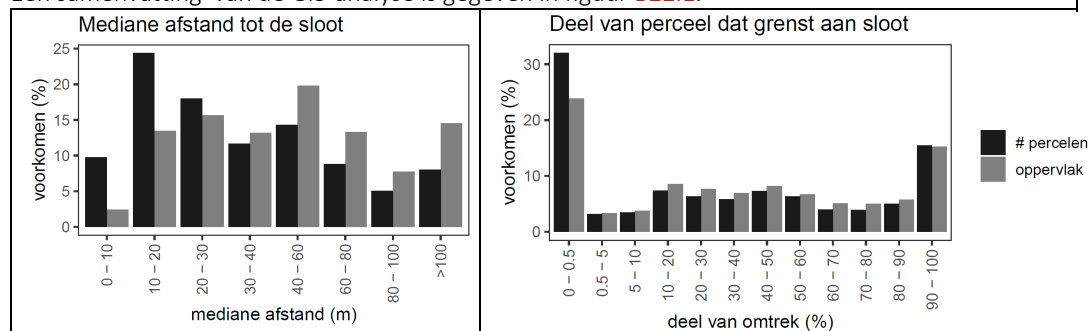 Mediane afstand tot de sloot
voorkomen (%)
25
20
15
10
5
0
0 – 10
10 – 20
20 – 30
30 – 40
40 – 60
60 – 80
80 – 100
>100
mediane afstand (m)
Deel van perceel dat grenst aan sloot
voorkomen (%)
30
20
10
0
0 – 0.5
0.5 – 5
5 – 10
10 – 20
20 – 30
30 – 40
40 – 50
50 – 60
60 – 70
70 – 80
80 – 90
90 – 100
deel van omtrek (%)
# percelen
oppervlak